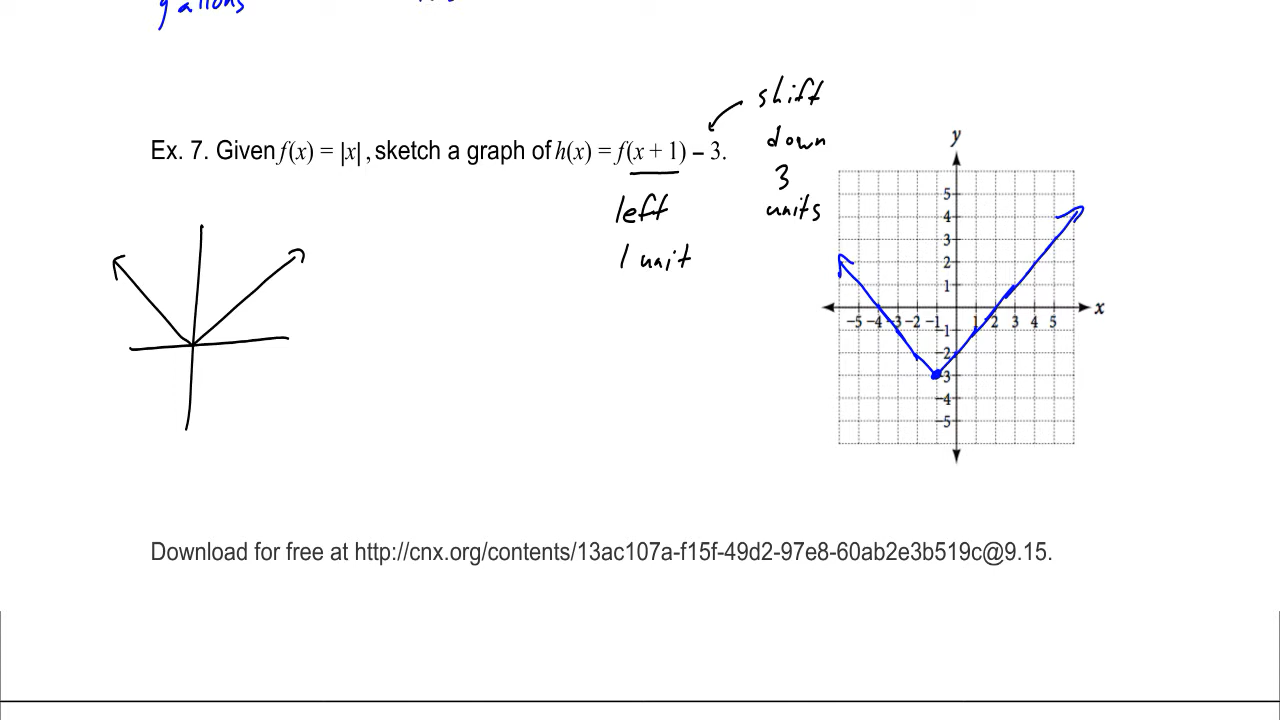 gallons
shift
down
Ex. 7. Given f(x) = |x|, sketch a graph of h(x) = f(x + 1) – 3.
3
units
left
1 unit
y
5
4
3
2
1
–5 –4 –3 –2 –1 1 2 3 4 5 x
–1
–2
–3
–4
–5
Download for free at http://cnx.org/contents/13ac107a-f15f-49d2-97e8-60ab2e3b519c@9.15.